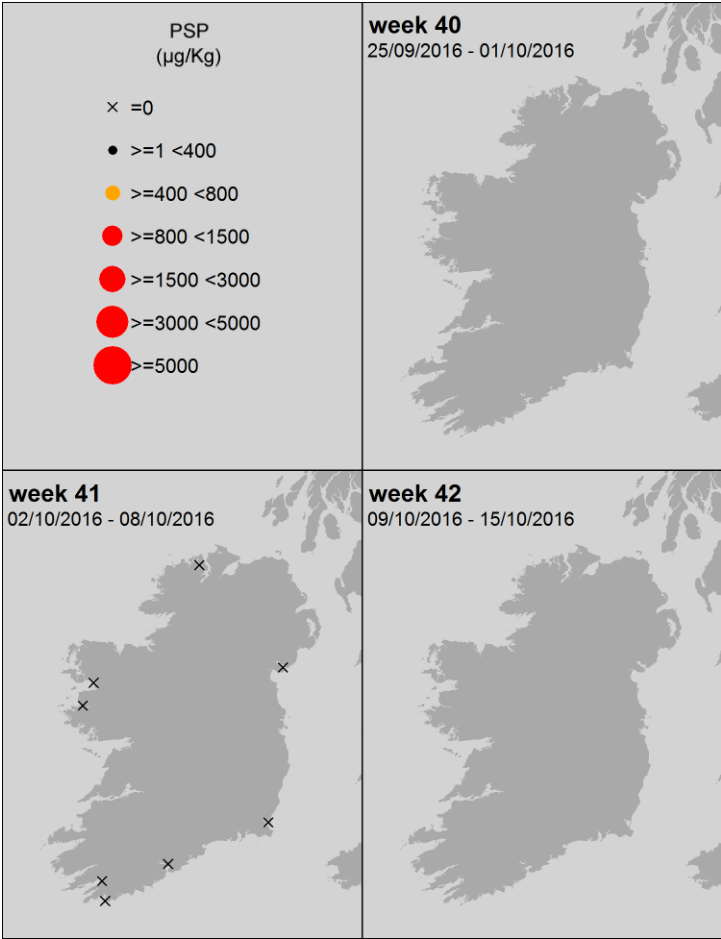 PSP
(µg/Kg)
=0
>=1 <400
>=400 <800
>=800 <1500
>=1500 <3000
>=3000 <5000
>=5000
week 40
25/09/2016 - 01/10/2016
week 41
02/10/2016 - 08/10/2016
week 42
09/10/2016 - 15/10/2016